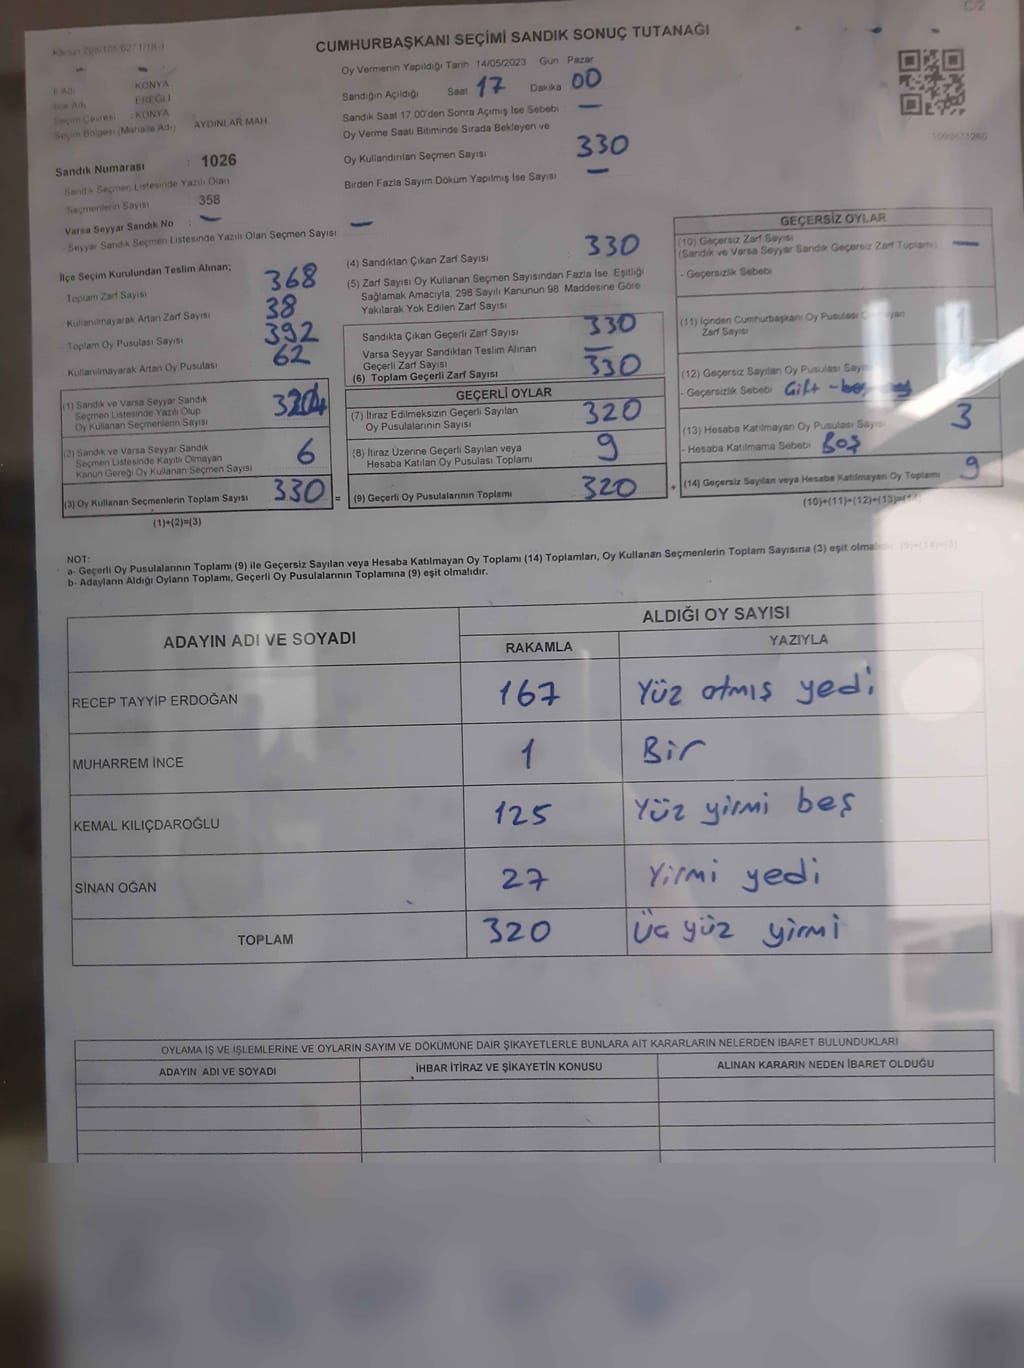 C/2
CUMHURBAŞKANI SEÇİMİ SANDIK SONUÇ TUTANAĞI
Oy Vermenin Yapıldığı Tarih 14/05/2023 Gün Pazar
Sandığın Açıldığı Saat 17 Dakika 00
Sandık Saat 17:00'den Sonra Açımış İse Sebebi —
Oy Verme Saati Bitiminde Sırada Bekleyen ve
Oy Kullandırılan Seçmen Sayısı 330
Birden Fazla Sayım Döküm Yapılmış İse Sayısı —
İl Adı KONYA
İlçe Adı EREĞLİ
Seçim Çevresi : KONYA
Seçim Bölgesi (Mahalle Adı) AYDINLAR MAH
1099671260
Sandık Numarası : 1026
Sandık Seçmen Listesinde Yazılı Olan
Seçmenlerin Sayısı 358
Varsa Seyyar Sandık No : —
- Seyyar Sandık Seçmen Listesinde Yazılı Olan Seçmen Sayısı —
İlçe Seçim Kurulundan Teslim Alınan;
- Toplam Zarf Sayısı 368
- Kullanılmayarak Artan Zarf Sayısı 38
- Toplam Oy Pusulası Sayısı 392
- Kullanılmayarak Artan Oy Pusulası 62
(1) Sandık ve Varsa Seyyar Sandık
Seçmen Listesinde Yazılı Olup
Oy Kullanan Seçmenlerin Sayısı
(2) Sandık ve Varsa Seyyar Sandık
Seçmen Listesinde Kayıtlı Olmayan
Kanun Gereği Oy Kullanan Seçmen Sayısı 6
(3) Oy Kullanan Seçmenlerin Toplam Sayısı 330 =
(1)+(2)=(3)
(4) Sandıktan Çıkan Zarf Sayısı 330
(5) Zarf Sayısı Oy Kullanan Seçmen Sayısından Fazla İse, Eşitliği
Sağlamak Amacıyla, 298 Sayılı Kanunun 98. Maddesine Göre
Yakılarak Yok Edilen Zarf Sayısı —
Sandıkta Çıkan Geçerli Zarf Sayısı 330
Varsa Seyyar Sandıktan Teslim Alınan
Geçerli Zarf Sayısı —
(6) Toplam Geçerli Zarf Sayısı 330
GEÇERLİ OYLAR
(7) İtiraz Edilmeksizin Geçerli Sayılan
Oy Pusulalarının Sayısı 320
(8) İtiraz Üzerine Geçerli Sayılan veya
Hesaba Katılan Oy Pusulası Toplamı 9
(9) Geçerli Oy Pusulalarının Toplamı 320 +
GEÇERSİZ OYLAR
(10) Geçersiz Zarf Sayısı
(Sandık ve Varsa Seyyar Sandık Geçersiz Zarf Toplamı) —
- Geçersizlik Sebebi
(11) İçinden Cumhurbaşkanı Oy Pusulası
Zarf Sayısı 1
(12) Geçersiz Sayılan Oy Pusulası
- Geçersizlik Sebebi Çift
(13) Hesaba Katılmayan Oy Pusulası Sayısı 3
- Hesaba Katılmama Sebebi Boş
(14) Geçersiz Sayılan veya Hesaba Katılmayan Oy Toplamı 9
(10)+(11)+(12)+(13)=(14)
NOT:
a- Geçerli Oy Pusulalarının Toplamı (9) ile Geçersiz Sayılan veya Hesaba Katılmayan Oy Toplamı (14) Toplamları, Oy Kullanan Seçmenlerin Toplam Sayısına (3) eşit olmalıdır. (9)+(14)=(3)
b- Adayların Aldığı Oyların Toplamı, Geçerli Oy Pusulalarının Toplamına (9) eşit olmalıdır.
ADAYIN ADI VE SOYADI
ALDIĞI OY SAYISI
RAKAMLA YAZIYLA
RECEP TAYYİP ERDOĞAN 167 Yüz atmış yedi
MUHARREM İNCE 1 Bir
KEMAL KILIÇDAROĞLU 125 Yüz yirmi beş
SİNAN OĞAN 27 Yirmi yedi
TOPLAM 320 Üç yüz yirmi
OYLAMA İŞ VE İŞLEMLERİNE VE OYLARIN SAYIM VE DÖKÜMÜNE DAİR ŞİKAYETLERLE BUNLARA AİT KARARLARIN NELERDEN İBARET BULUNDUKLARI
ADAYIN ADI VE SOYADI İHBAR İTİRAZ VE ŞİKAYETİN KONUSU ALINAN KARARIN NEDEN İBARET OLDUĞU